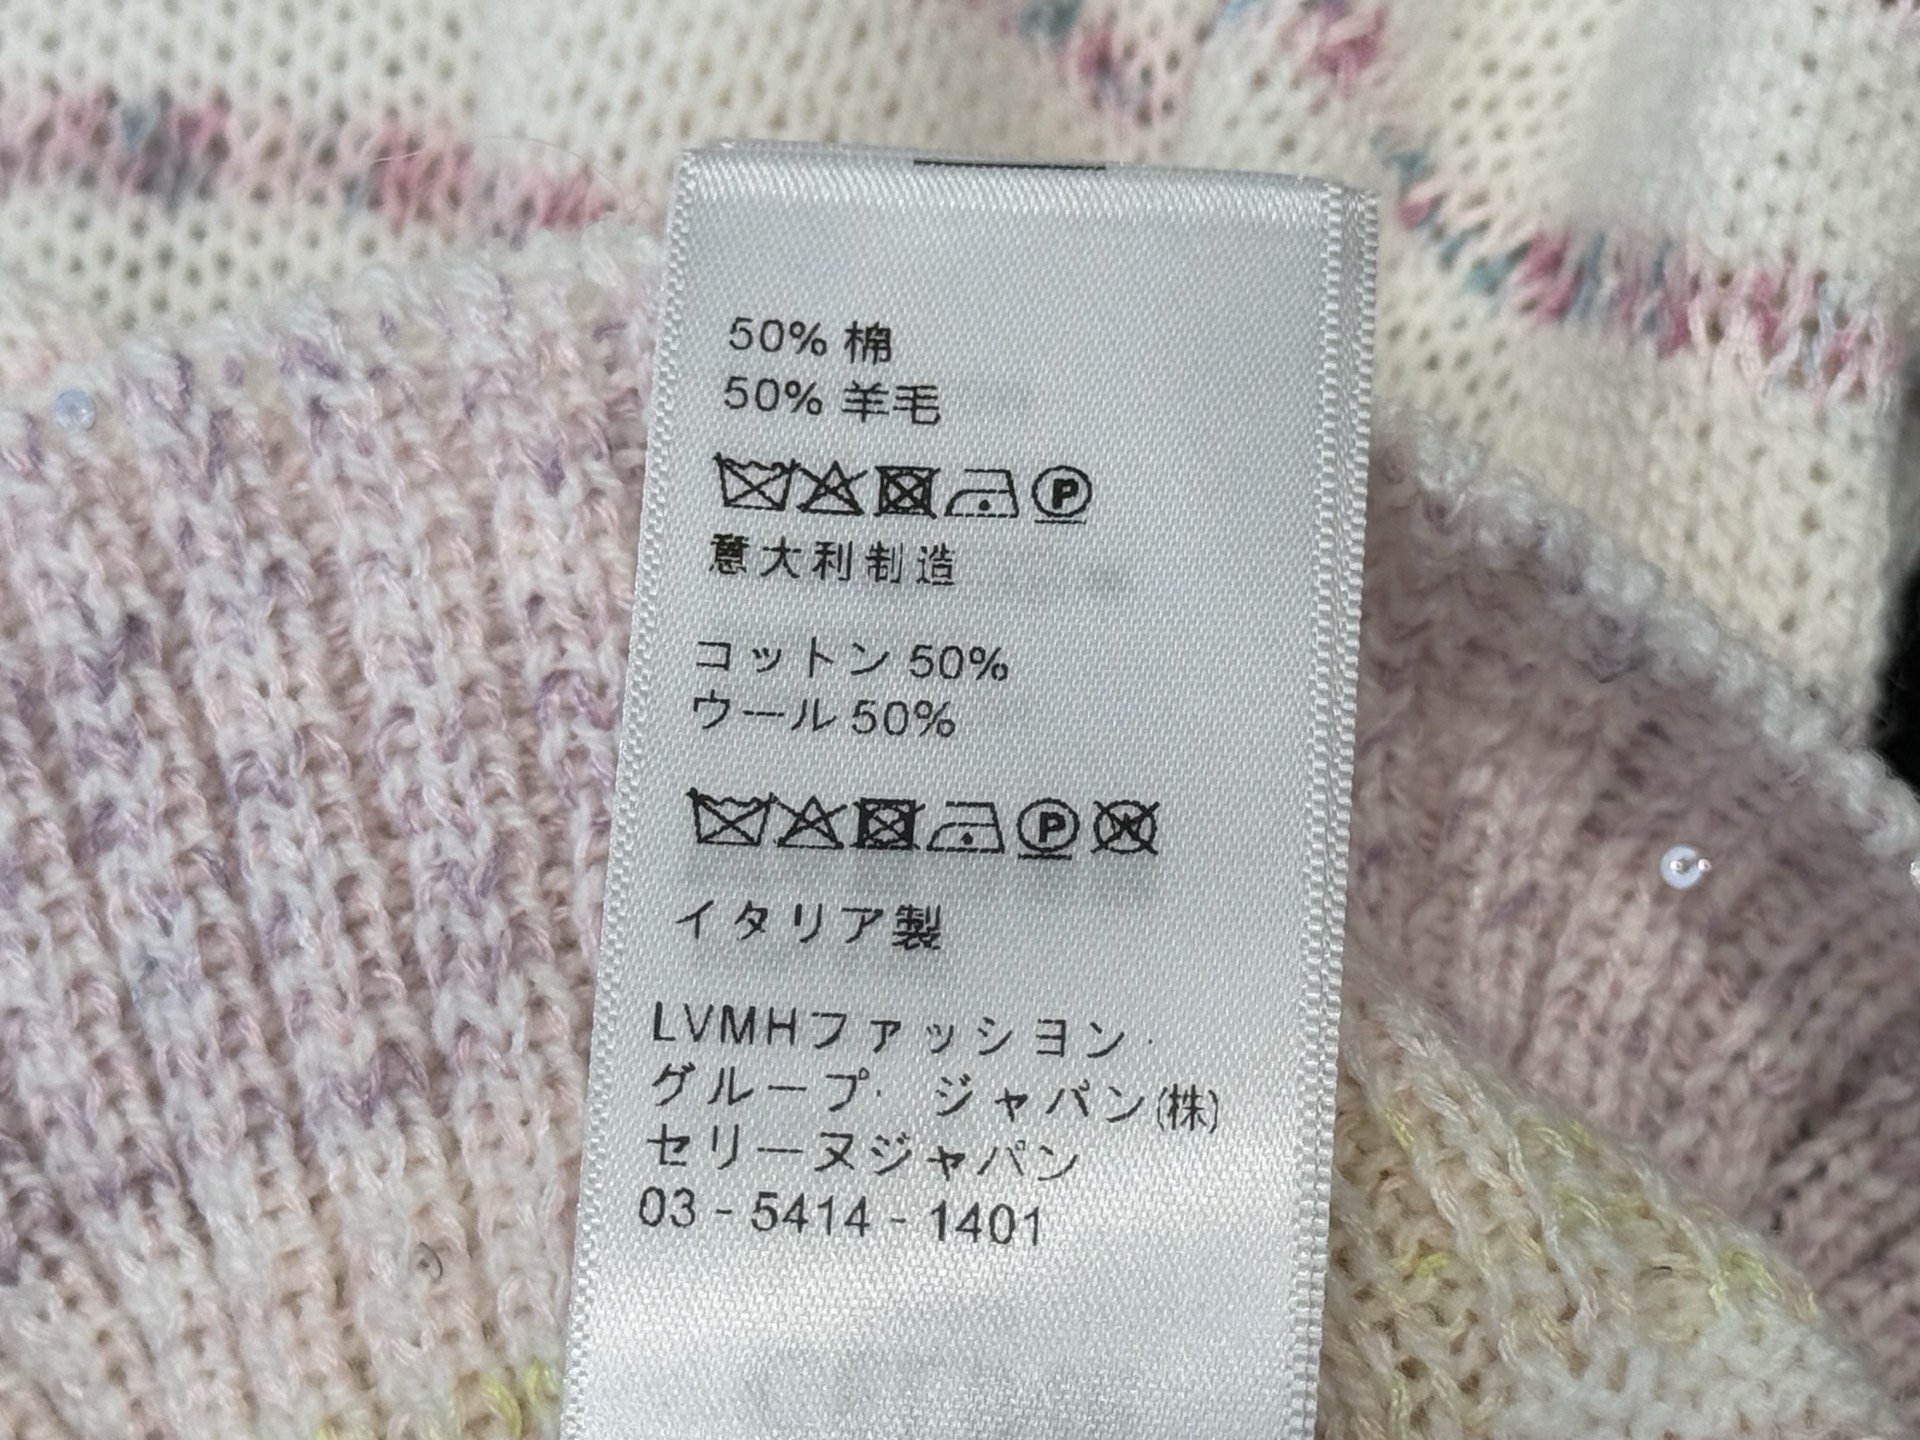 50% 棉
50% 羊毛
P
意大利制造
コットン 50%
ウール 50%
P W
イタリア製
LVMHファッション・
グループ・ ジャパン(株)
セリーヌジャパン
03 - 5414 - 1401